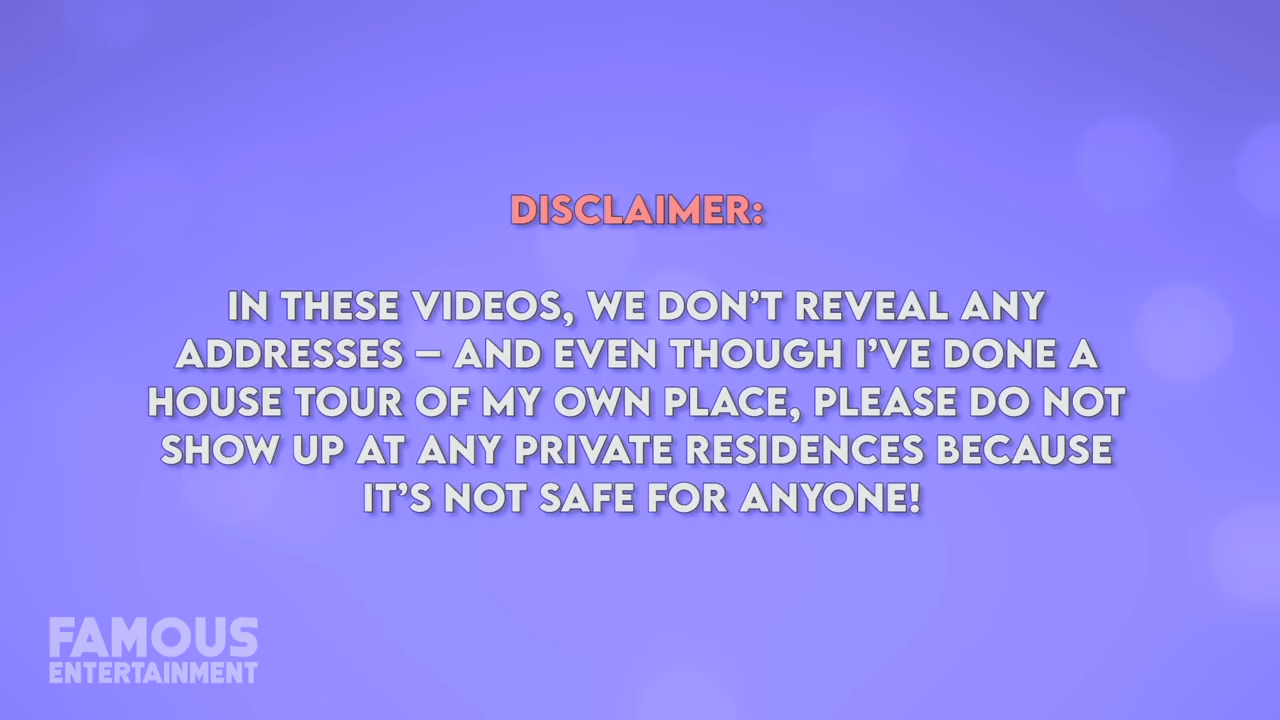 DISCLAIMER:
IN THESE VIDEOS, WE DON’T REVEAL ANY
ADDRESSES – AND EVEN THOUGH I’VE DONE A
HOUSE TOUR OF MY OWN PLACE, PLEASE DO NOT
SHOW UP AT ANY PRIVATE RESIDENCES BECAUSE
IT’S NOT SAFE FOR ANYONE!
FAMOUS
ENTERTAINMENT